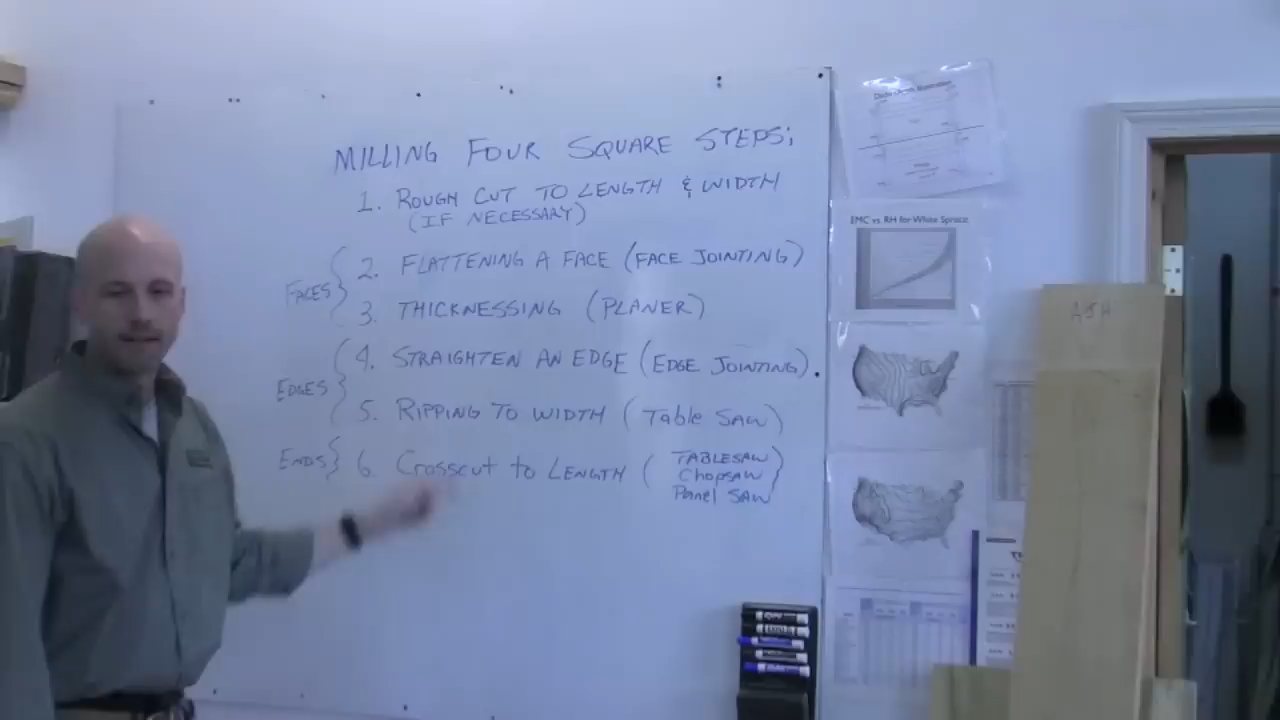 MILLING FOUR SQUARE STEPS;
1. ROUGH CUT TO LENGTH & WIDTH
(IF NECESSARY)
FACES
2. FLATTENING A FACE (FACE JOINTING)
3. THICKNESSING (PLANER)
EDGES
4. STRAIGHTEN AN EDGE (EDGE JOINTING).
5. RIPPING TO WIDTH (Table SAW)
ENDS
6. Crosscut to LENGTH (TABLESAW
Chopsaw
Panel SAW)
EMC vs RH for White Spruce
ASH